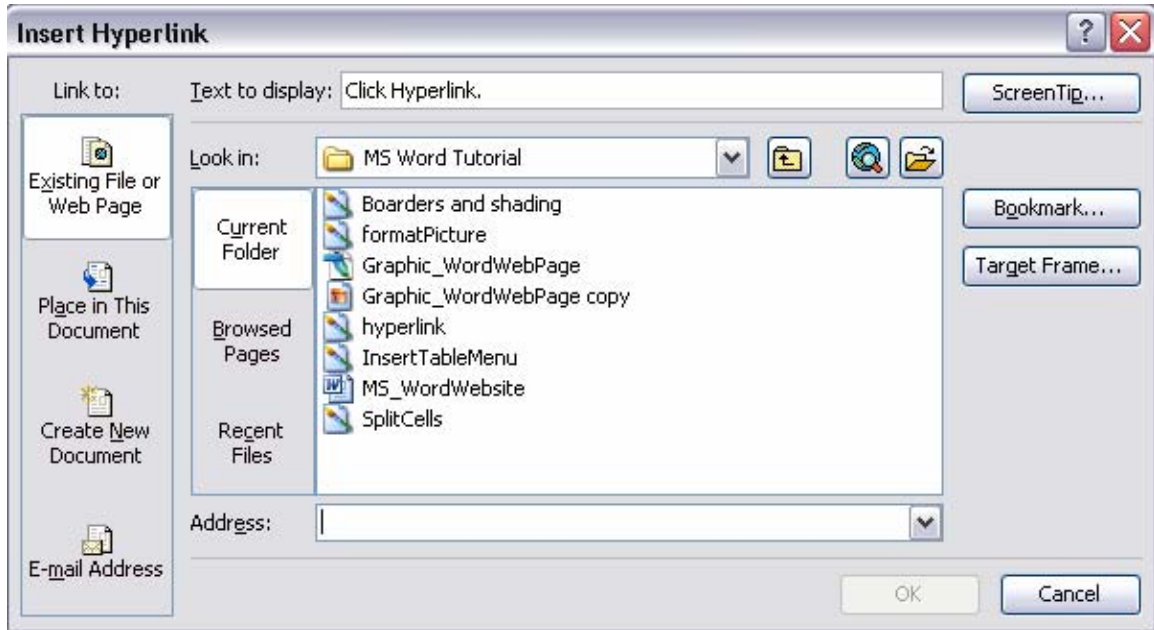 Insert Hyperlink
Link to:
Text to display: Click Hyperlink.
ScreenTip...
Existing File or
Web Page
Look in: MS Word Tutorial
Current
Folder
Boarders and shading
formatPicture
Graphic_WordWebPage
Graphic_WordWebPage copy
hyperlink
InsertTableMenu
MS_WordWebsite
SplitCells
Bookmark...
Target Frame...
Place in This
Document
Browsed
Pages
Create New
Document
Recent
Files
Address:
E-mail Address
OK
Cancel